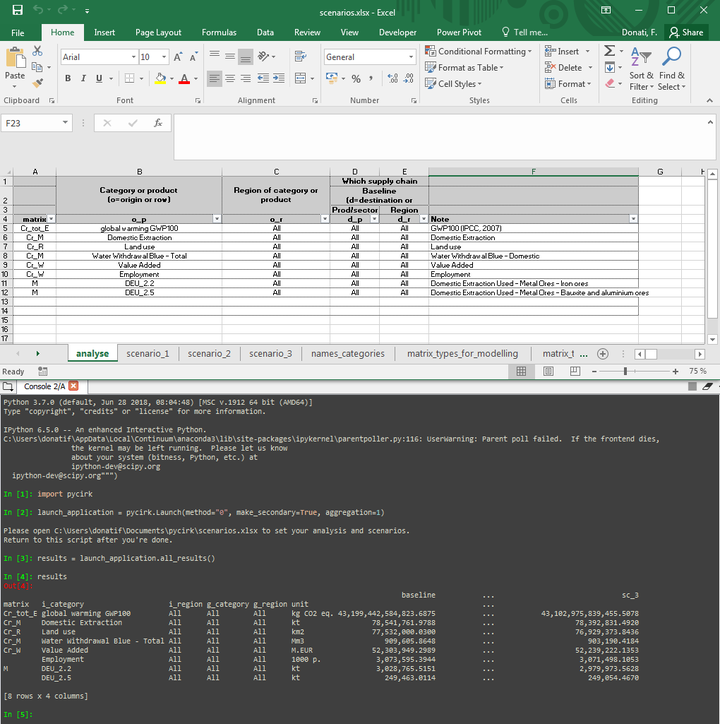 scenarios.xlsx - Excel
File Home Insert Page Layout Formulas Data Review View Developer Power Pivot Tell me... Donati, F. Share
Paste
Arial 10
B I U
General
Conditional Formatting
Format as Table
Cell Styles
Insert
Delete
Format
Sort & Filter
Find & Select
Clipboard Font Alignment Number Styles Cells Editing
F23
A B C D E F G H
1 Which supply chain
2 Category or product (o=origin or row) Region of category or product Baseline (d=destination or
3 Prod/sector Region
4 matrix o_p o_r d_p d_r Note
5 Cr_tot_E global warming GWP100 All All All GWP100 (IPCC, 2007)
6 Cr_M Domestic Extraction All All All Domestic Extraction
7 Cr_R Land use All All All Land use
8 Cr_M Water Withdrawal Blue - Total All All All Water Withdrawal Blue - Domestic
9 Cr_W Value Added All All All Value Added
10 Cr_W Employment All All All Employment
11 M DEU_2.2 All All All Domestic Extraction Used - Metal Ores - Iron ores
12 M DEU_2.5 All All All Domestic Extraction Used - Metal Ores - Bauxite and aluminium ores
13
14
15
16
17
analyse scenario_1 scenario_2 scenario_3 names_categories matrix_types_for_modelling matrix_t ...
Ready 75 %
Console 2/A
Python 3.7.0 (default, Jun 28 2018, 08:04:48) [MSC v.1912 64 bit (AMD64)]
Type "copyright", "credits" or "license" for more information.
IPython 6.5.0 -- An enhanced Interactive Python.
C:\Users\donatif\AppData\Local\Continuum\anaconda3\lib\site-packages\ipykernel\parentpoller.py:116: UserWarning: Parent poll failed.  If the frontend dies,
the kernel may be left running.  Please let us know
about your system (bitness, Python, etc.) at
ipython-dev@scipy.org
ipython-dev@scipy.org""")
In [1]: import pycirk
In [2]: launch_application = pycirk.Launch(method="0", make_secondary=True, aggregation=1)
Please open C:\Users\donatif\Documents\pycirk\scenarios.xlsx to set your analysis and scenarios.
Return to this script after you're done.
In [3]: results = launch_application.all_results()
In [4]: results
Out[4]:
baseline ... sc_3
matrix i_category i_region g_category g_region unit ...
Cr_tot_E global warming GWP100 All All All kg CO2 eq. 43,199,442,584,823.6875 ... 43,102,975,839,455.5078
Cr_M Domestic Extraction All All All kt 78,541,761.9788 ... 78,392,831.4920
Cr_R Land use All All All km2 77,532,000.0300 ... 76,929,373.8436
Cr_M Water Withdrawal Blue - Total All All All Mm3 909,605.8648 ... 903,190.4184
Cr_W Value Added All All All M.EUR 52,303,949.2989 ... 52,239,222.1353
Employment All All All 1000 p. 3,073,595.3944 ... 3,071,498.1053
M DEU_2.2 All All All kt 3,028,765.5151 ... 2,979,973.5628
DEU_2.5 All All All kt 249,463.0114 ... 249,054.4670
[8 rows x 4 columns]
In [5]: